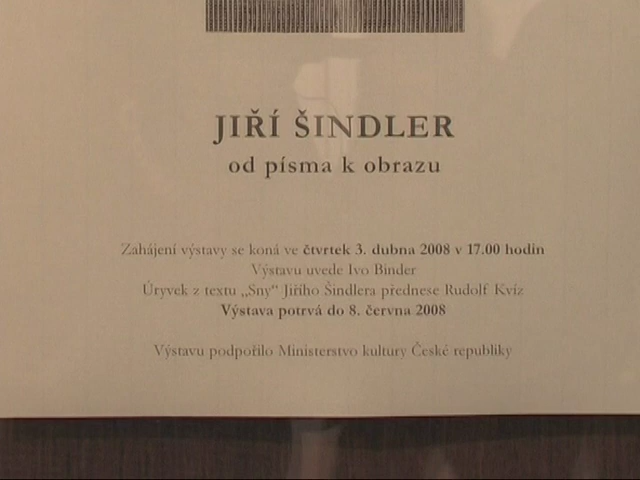 JIŘÍ ŠINDLER
od písma k obrazu
Zahájení výstavy se koná ve čtvrtek 3. dubna 2008 v 17.00 hodin
Výstavu uvede Ivo Binder
Úryvek z textu „Sny“ Jiřího Šindlera přednese Rudolf Kvíz
Výstava potrvá do 8. června 2008
Výstavu podpořilo Ministerstvo kultury České republiky